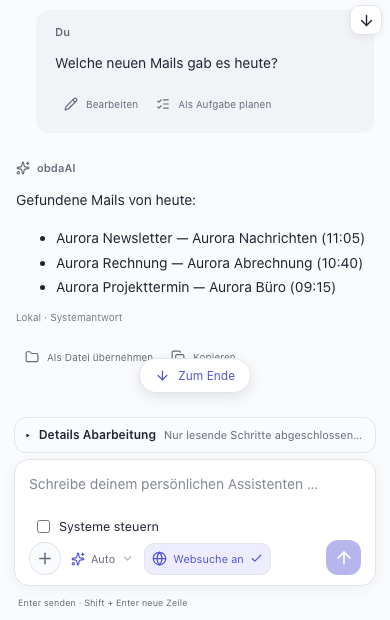 Du
Welche neuen Mails gab es heute?
Bearbeiten
Als Aufgabe planen
obdaAI
Gefundene Mails von heute:
• Aurora Newsletter — Aurora Nachrichten (11:05)
• Aurora Rechnung — Aurora Abrechnung (10:40)
• Aurora Projekttermin — Aurora Büro (09:15)
Lokal · Systemantwort
Als Datei übernehmen
Kopieren
Zum Ende
Details Abarbeitung Nur lesende Schritte abgeschlossen...
Schreibe deinem persönlichen Assistenten ...
Systeme steuern
Auto
Websuche an
Enter senden · Shift + Enter neue Zeile